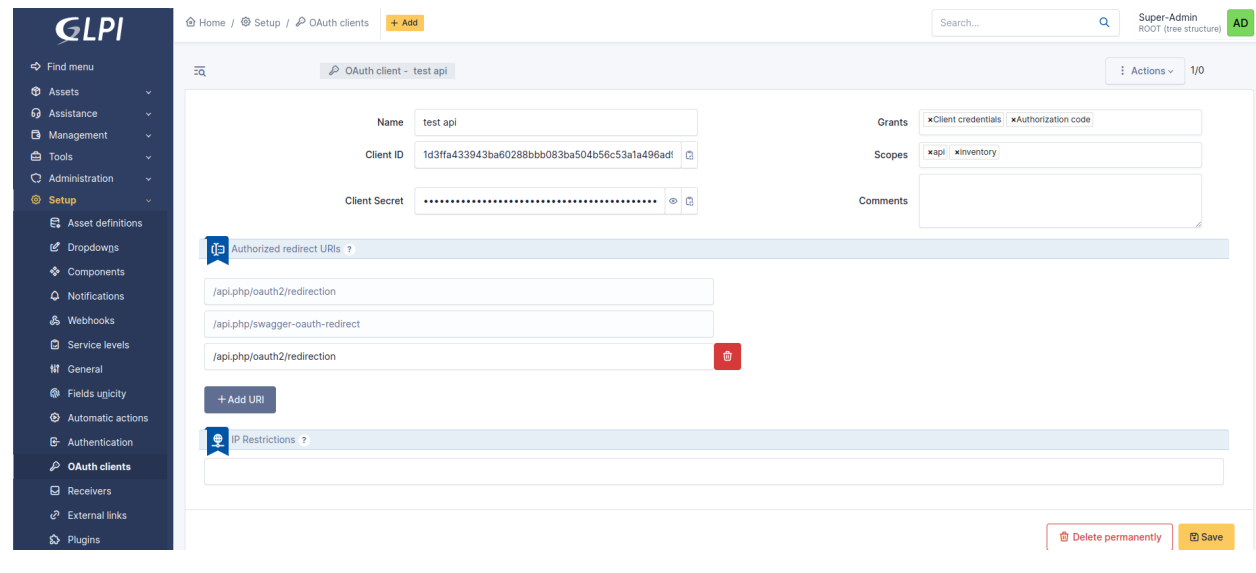 GLPI
Home / Setup / OAuth clients + Add
Search...
Super-Admin
ROOT (tree structure)
AD
Find menu
Assets
Assistance
Management
Tools
Administration
Setup
Asset definitions
Dropdowns
Components
Notifications
Webhooks
Service levels
General
Fields unicity
Automatic actions
Authentication
OAuth clients
Receivers
External links
Plugins
OAuth client - test api
Actions
1/0
Name
test api
Client ID
1d3ffa433943ba60288bbb083ba504b56c53a1a496ad
Client Secret
••••••••••••••••••••••••••••••••••••••••••••
Grants
×Client credentials ×Authorization code
Scopes
×api ×inventory
Comments
Authorized redirect URIs ?
/api.php/oauth2/redirection
/api.php/swagger-oauth-redirect
/api.php/oauth2/redirection
+ Add URI
IP Restrictions ?
Delete permanently
Save